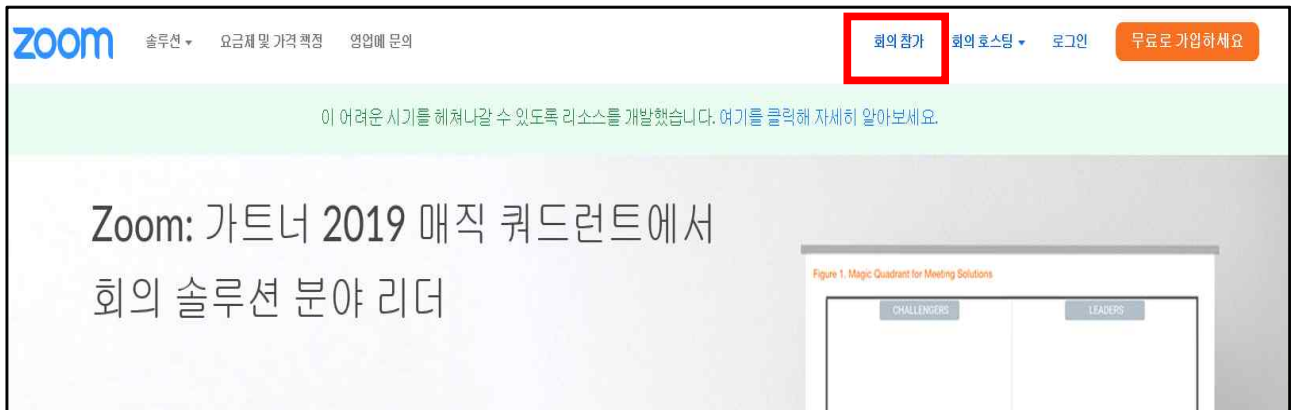 zoom 솔루션 요금제 및 가격 책정 영업에 문의 회의 참가 회의 호스팅 로그인 무료로 가입하세요
이 어려운 시기를 헤쳐나갈 수 있도록 리소스를 개발했습니다. 여기를 클릭해 자세히 알아보세요.
Zoom: 가트너 2019 매직 쿼드런트에서
회의 솔루션 분야 리더
Figure 1. Magic Quadrant for Meeting Solutions
CHALLENGERS LEADERS